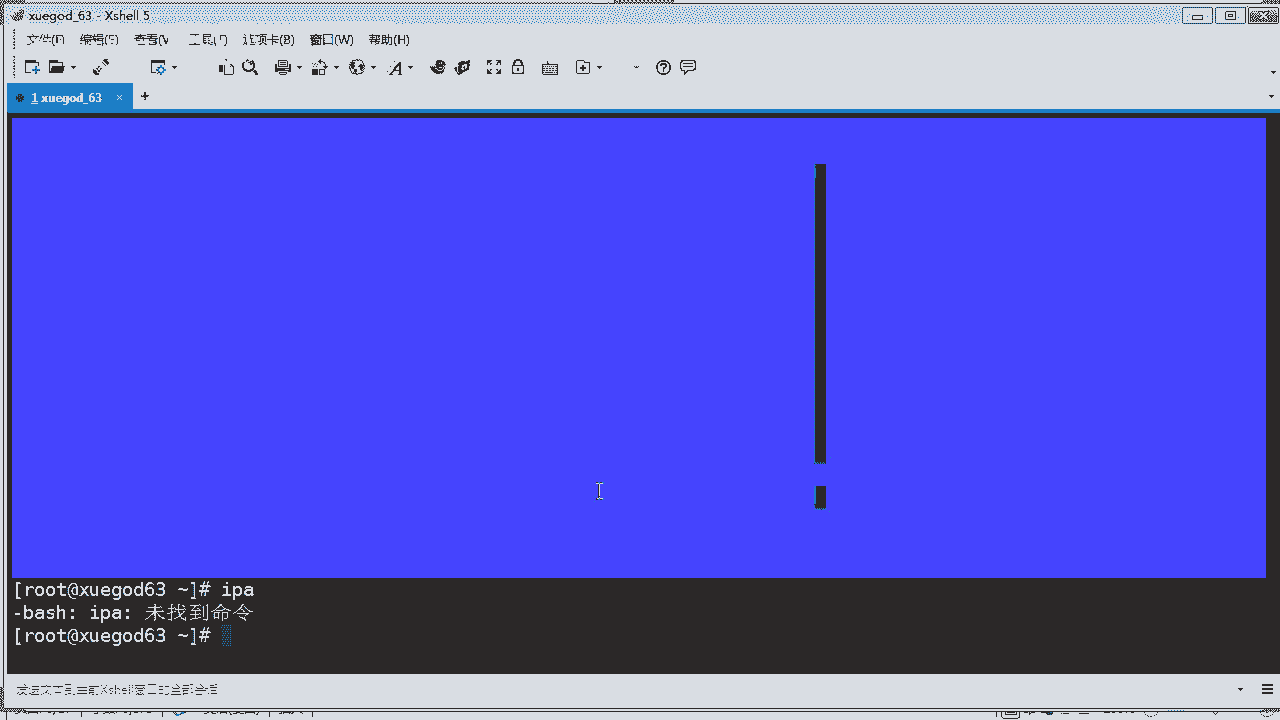 xuegod_63 - Xshell 5
文件(F) 编辑(E) 查看(V 工具(T) 选项卡(B) 窗口(W) 帮助(H)
1 xuegod_63 × +
[root@xuegod63 ~]# ipa
-bash: ipa: 未找到命令
[root@xuegod63 ~]#
发送文本到当前Xshell窗口的全部会话